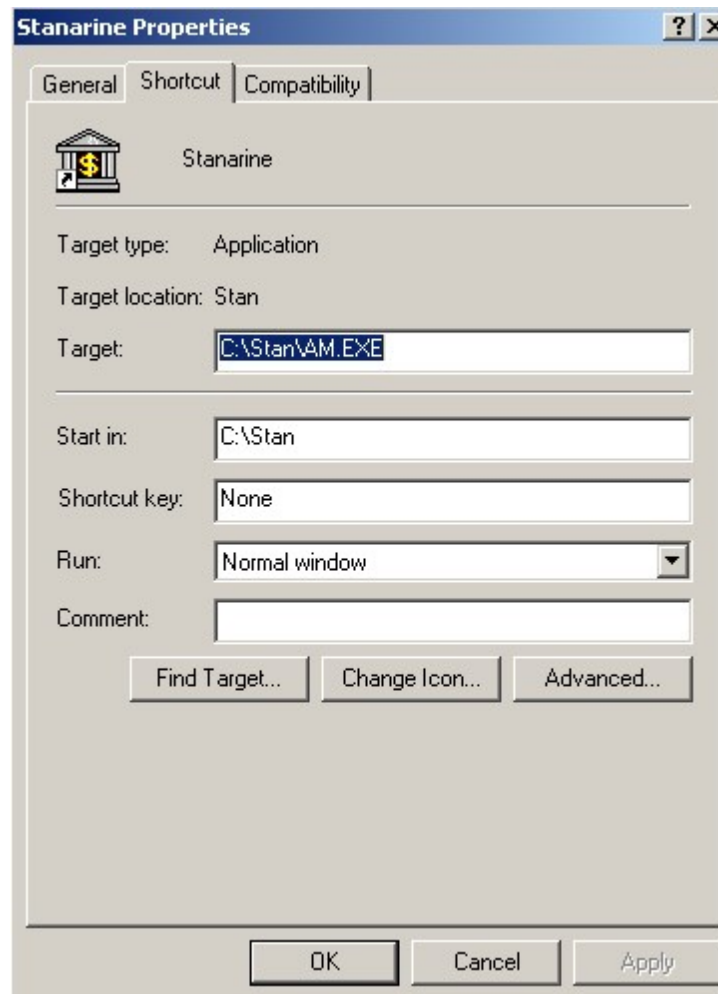 Stanarine Properties
General Shortcut Compatibility
Stanarine
Target type: Application
Target location: Stan
Target: C:\Stan\AM.EXE
Start in: C:\Stan
Shortcut key: None
Run: Normal window
Comment:
Find Target... Change Icon... Advanced...
OK Cancel Apply